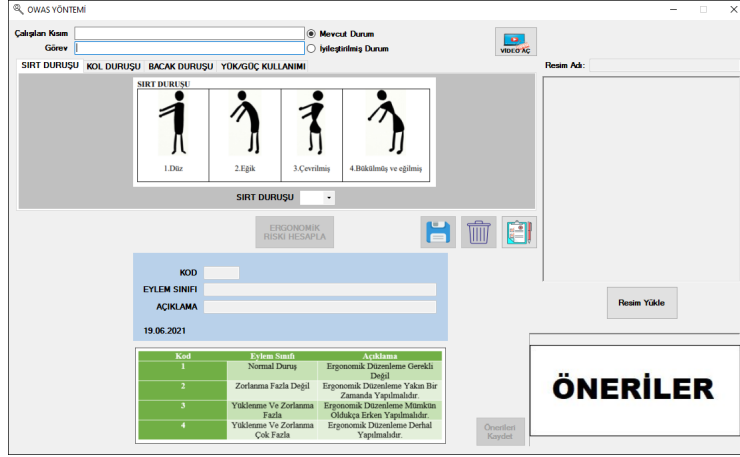 OWAS YÖNTEMİ
Çalışılan Kısım
Mevcut Durum
Görev
İyileştirilmiş Durum
VİDEO AÇ
SIRT DURUŞU KOL DURUŞU BACAK DURUŞU YÜK/GÜÇ KULLANIMI
Resim Adı:
SIRT DURUŞU
1.Düz 2.Eğik 3.Çevrilmiş 4.Bükülmüş ve eğilmiş
SIRT DURUŞU
ERGONOMİK
RİSKİ HESAPLA
KOD
EYLEM SINIFI
AÇIKLAMA
19.06.2021
Resim Yükle
Kod Eylem Sınıfı Açıklama
1 Normal Duruş Ergonomik Düzenleme Gerekli
Değil
2 Zorlanma Fazla Değil Ergonomik Düzenleme Yakın Bir
Zamanda Yapılmalıdır.
3 Yüklenme Ve Zorlanma Ergonomik Düzenleme Mümkün
Fazla Oldukça Erken Yapılmalıdır.
4 Yüklenme Ve Zorlanma Ergonomik Düzenleme Derhal
Çok Fazla Yapılmalıdır.
ÖNERİLER
Önerileri
Kaydet